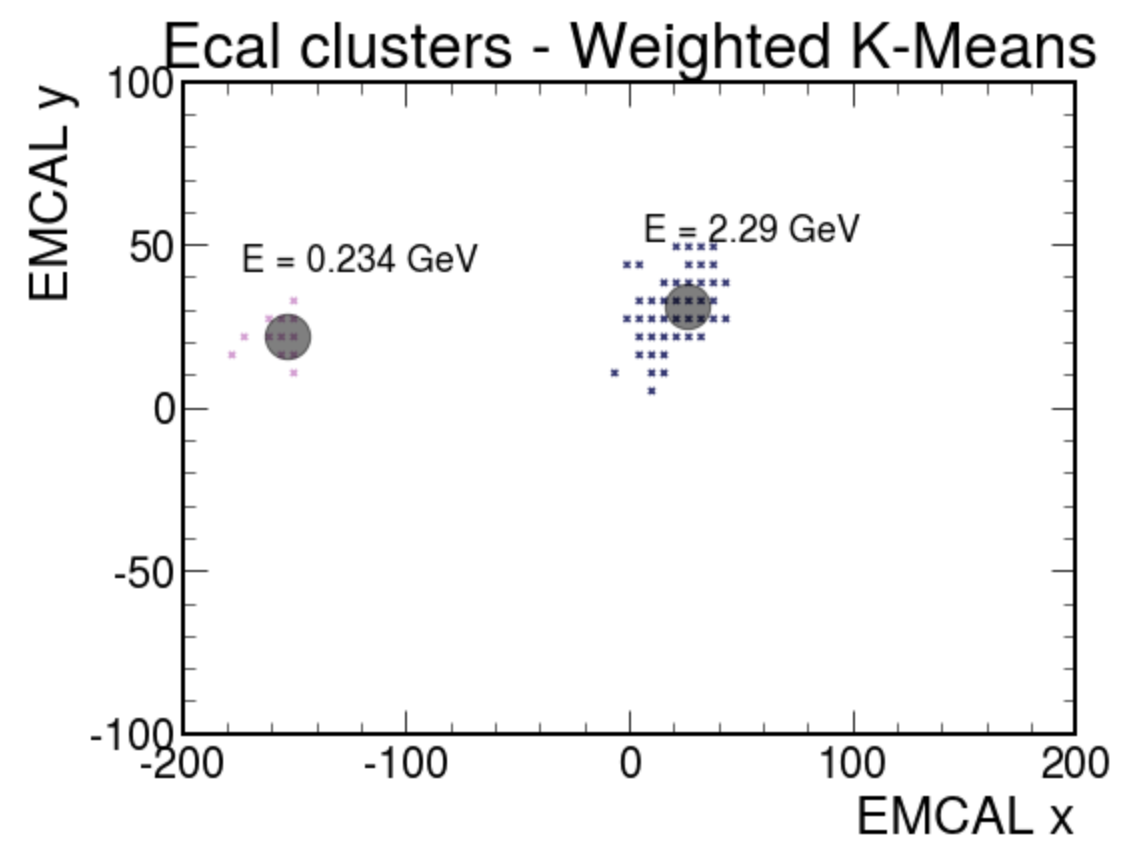 Ecal clusters - Weighted K-Means
EMCAL y
100
50
0
-50
-100
E = 0.234 GeV
E = 2.29 GeV
-200
-100
0
100
200
EMCAL x